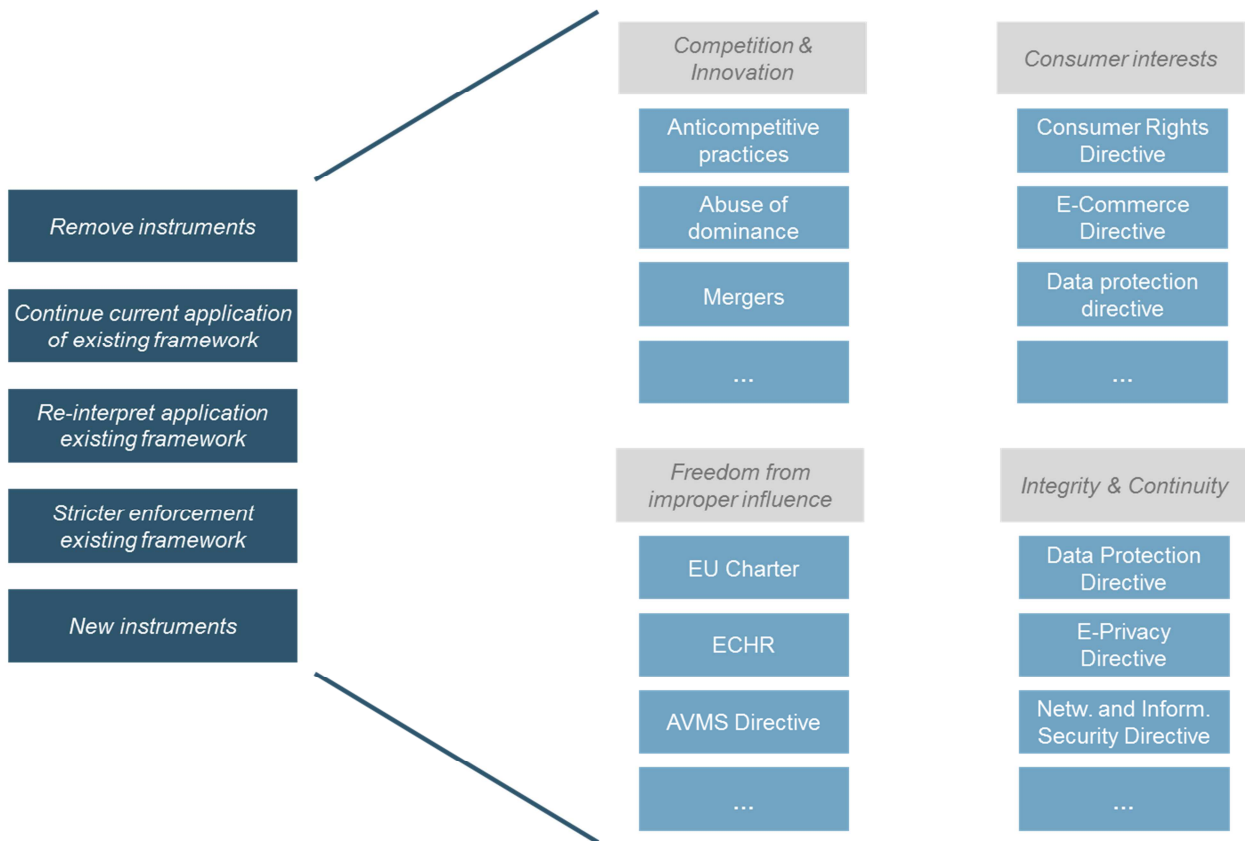 Remove instruments
Continue current application
of existing framework
Re-interpret application
existing framework
Stricter enforcement
existing framework
New instruments
Competition &
Innovation
Anticompetitive
practices
Abuse of
dominance
Mergers
...
Consumer interests
Consumer Rights
Directive
E-Commerce
Directive
Data protection
directive
...
Freedom from
improper influence
EU Charter
ECHR
AVMS Directive
...
Integrity & Continuity
Data Protection
Directive
E-Privacy
Directive
Netw. and Inform.
Security Directive
...